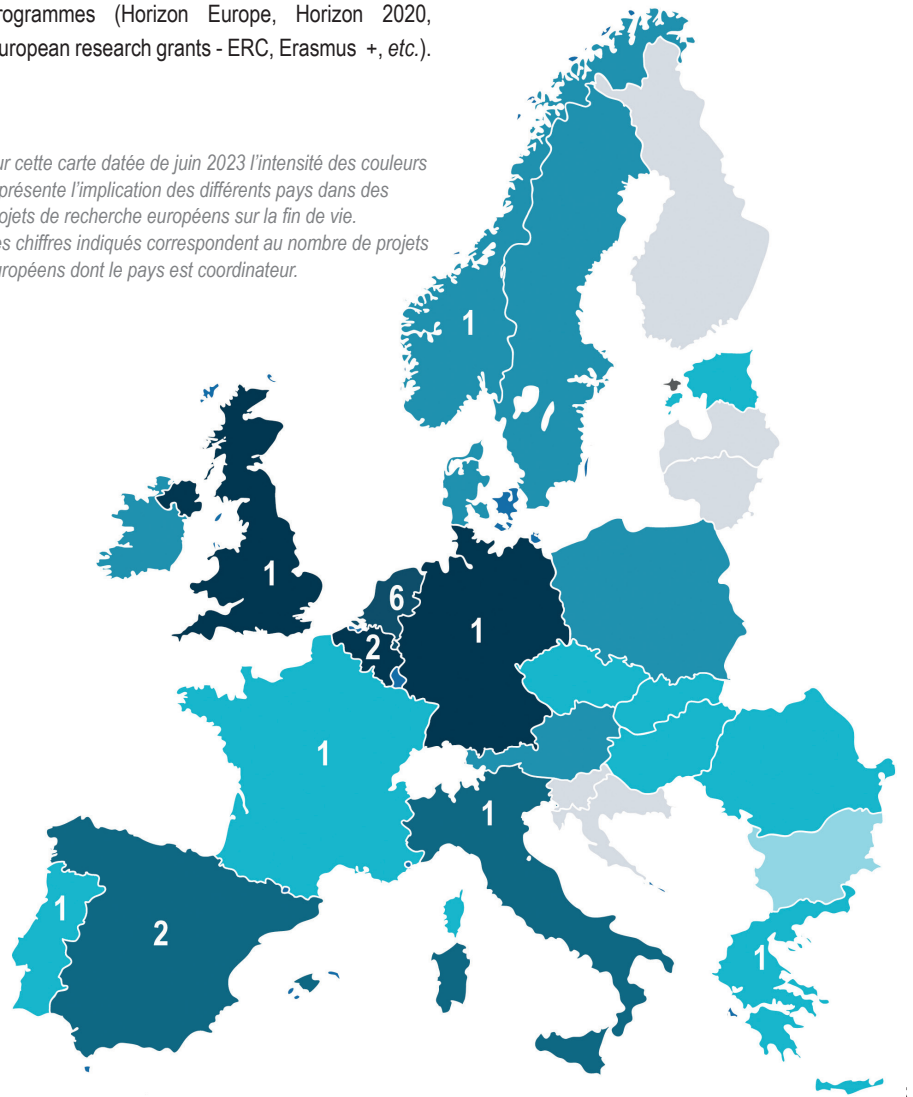 rogrammes (Horizon Europe, Horizon 2020,
uropean research grants - ERC, Erasmus +, etc.).
ur cette carte datée de juin 2023 l'intensité des couleurs
présente l'implication des différents pays dans des
ojets de recherche européens sur la fin de vie.
es chiffres indiqués correspondent au nombre de projets
uropéens dont le pays est coordinateur.
1
1
6
2
1
1
1
1
2
1